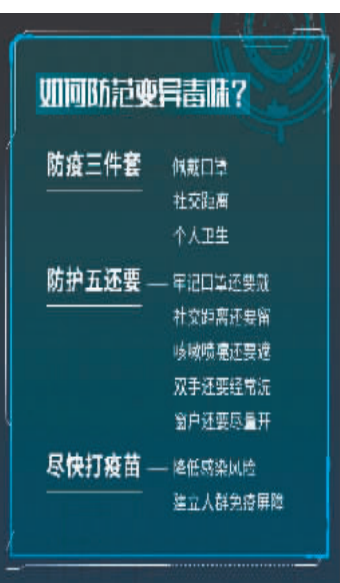 如何防范变异毒株?
防疫三件套 佩戴口罩
社交距离
个人卫生
防护五还要 — 牢记口罩还要戴
社交距离还要留
咳嗽喷嚏还要遮
双手还要经常洗
窗户还要尽量开
尽快打疫苗 — 降低感染风险
建立人群免疫屏障